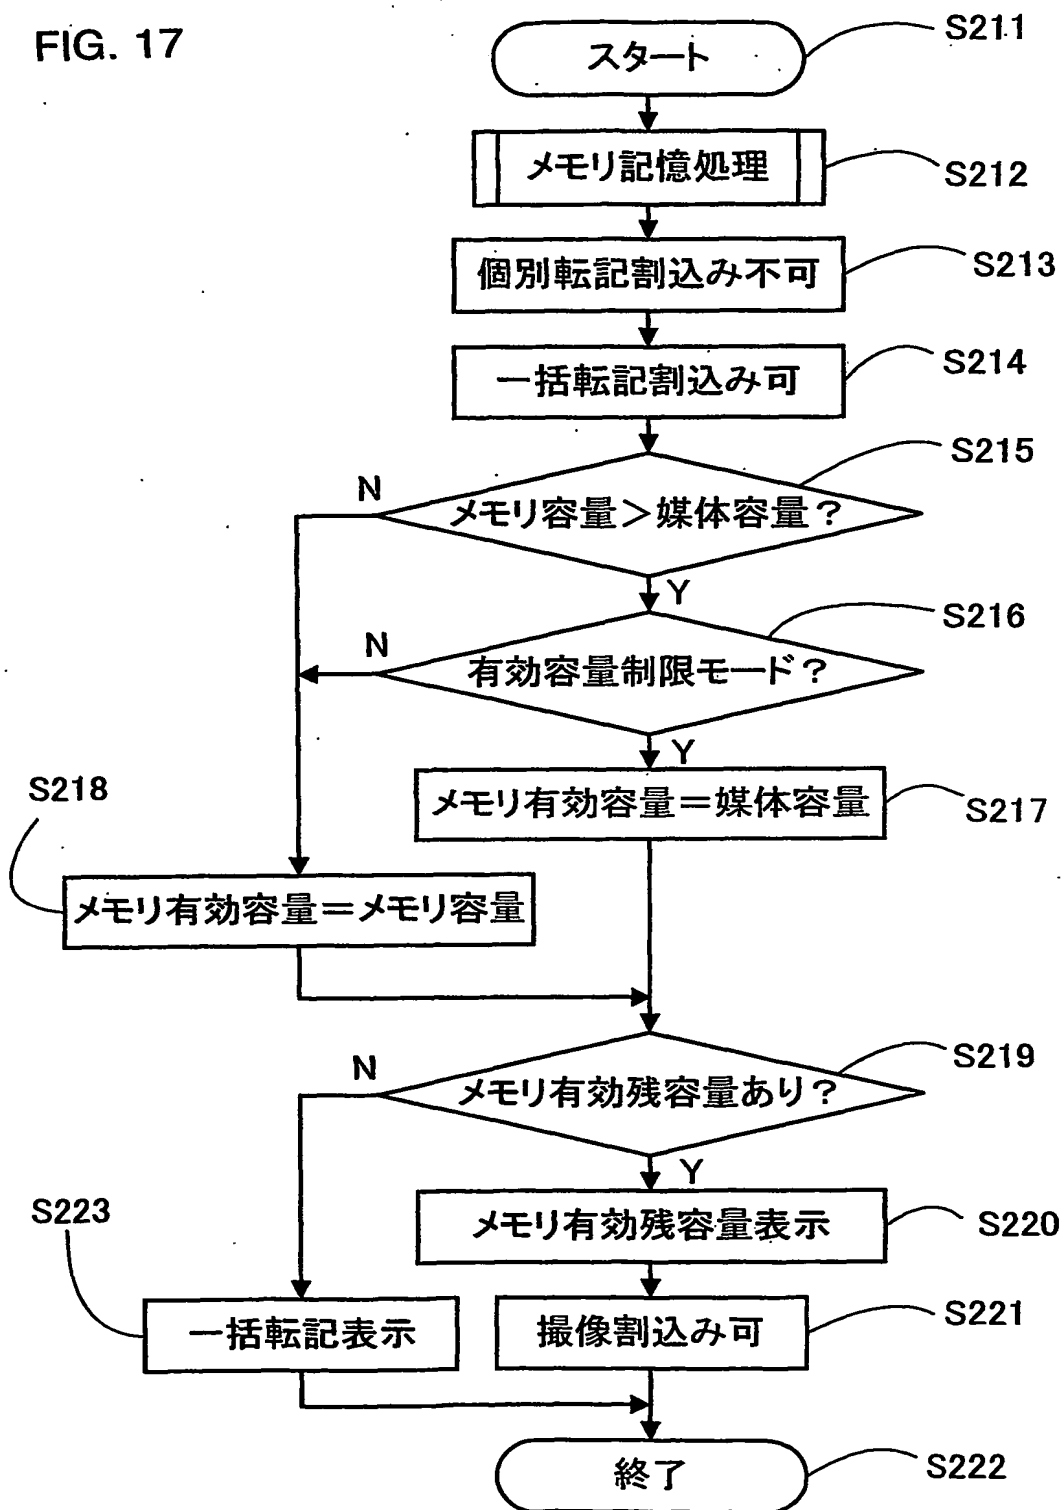 FIG. 17
スタート
S211
メモリ記憶処理
S212
個別転記割込み不可
S213
一括転記割込み可
S214
メモリ容量>媒体容量?
S215
N
Y
有効容量制限モード?
S216
N
Y
メモリ有効容量=媒体容量
S217
S218
メモリ有効容量=メモリ容量
メモリ有効残容量あり?
S219
N
Y
メモリ有効残容量表示
S220
S223
一括転記表示
撮像割込み可
S221
終了
S222